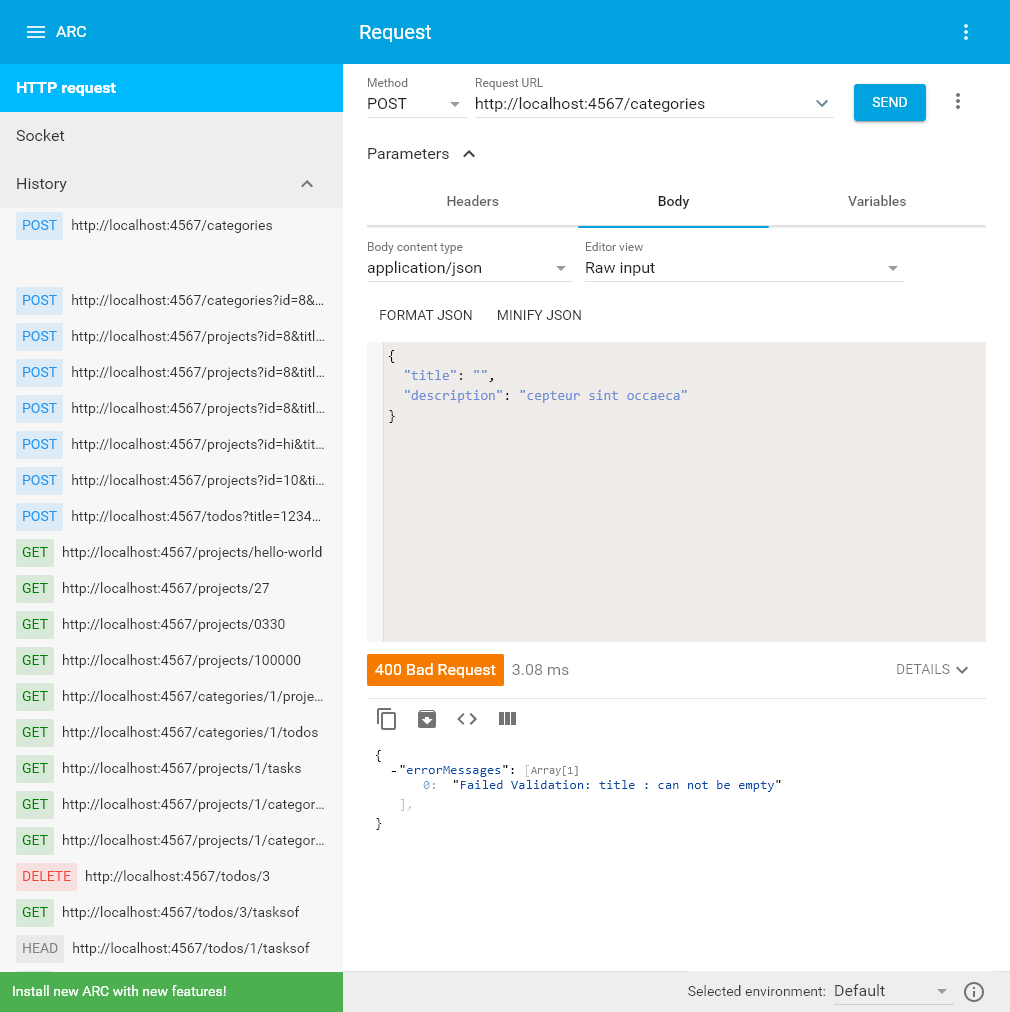 ARC
Request
HTTP request
Socket
History
POST http://localhost:4567/categories
POST http://localhost:4567/categories?id=8&...
POST http://localhost:4567/projects?id=8&titl...
POST http://localhost:4567/projects?id=8&titl...
POST http://localhost:4567/projects?id=8&titl...
POST http://localhost:4567/projects?id=hi&tit...
POST http://localhost:4567/projects?id=10&ti...
POST http://localhost:4567/todos?title=1234...
GET http://localhost:4567/projects/hello-world
GET http://localhost:4567/projects/27
GET http://localhost:4567/projects/0330
GET http://localhost:4567/projects/100000
GET http://localhost:4567/categories/1/proje...
GET http://localhost:4567/categories/1/todos
GET http://localhost:4567/projects/1/tasks
GET http://localhost:4567/projects/1/categor...
GET http://localhost:4567/projects/1/categor...
DELETE http://localhost:4567/todos/3
GET http://localhost:4567/todos/3/tasksof
HEAD http://localhost:4567/todos/1/tasksof
Install new ARC with new features!
Method Request URL
POST http://localhost:4567/categories SEND
Parameters
Headers Body Variables
Body content type Editor view
application/json Raw input
FORMAT JSON MINIFY JSON
{
"title": "",
"description": "cepteur sint occaeca"
}
400 Bad Request 3.08 ms DETAILS
{
-"errorMessages": [Array[1]
0: "Failed Validation: title : can not be empty"
],
}
Selected environment: Default